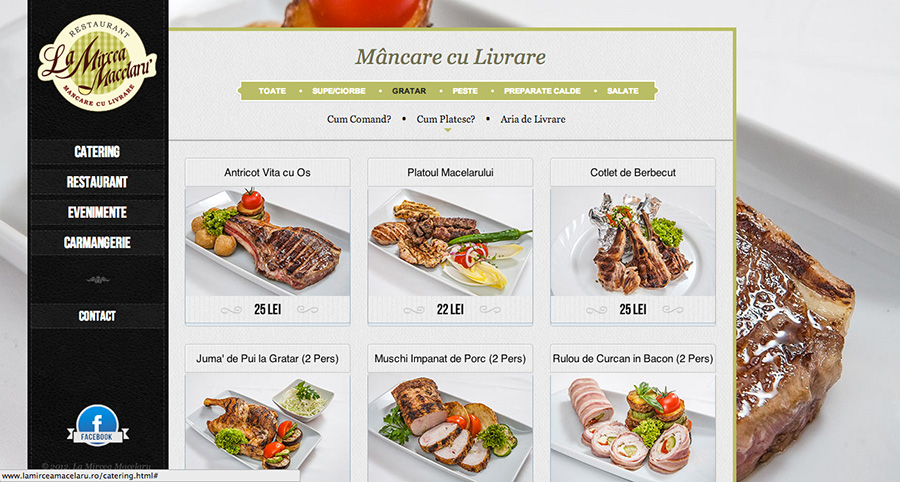 RESTAURANT
La Mircea
Macelaru'
MANCARE CU LIVRARE
CATERING
RESTAURANT
EVENIMENTE
CARMANGERIE
CONTACT
f
FACEBOOK
© 2012. La Mircea Macelaru
www.lamirceamacelaru.ro/catering.html#
Mâncare cu Livrare
TOATE • SUPE/CIORBE • GRATAR • PESTE • PREPARATE CALDE • SALATE
Cum Comand? • Cum Platesc? • Aria de Livrare
Antricot Vita cu Os
Platoul Macelarului
Cotlet de Berbecut
25 LEI
22 LEI
25 LEI
Juma' de Pui la Gratar (2 Pers)
Muschi Impanat de Porc (2 Pers)
Rulou de Curcan in Bacon (2 Pers)